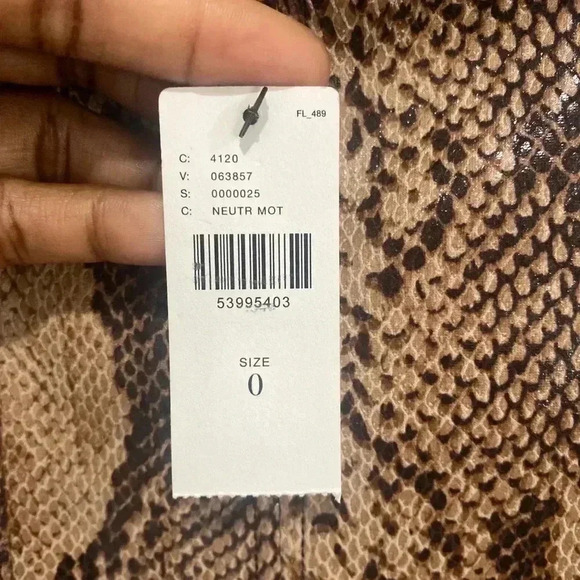 FL_489
C: 4120
V: 063857
S: 0000025
C: NEUTR MOT
53995403
SIZE
0